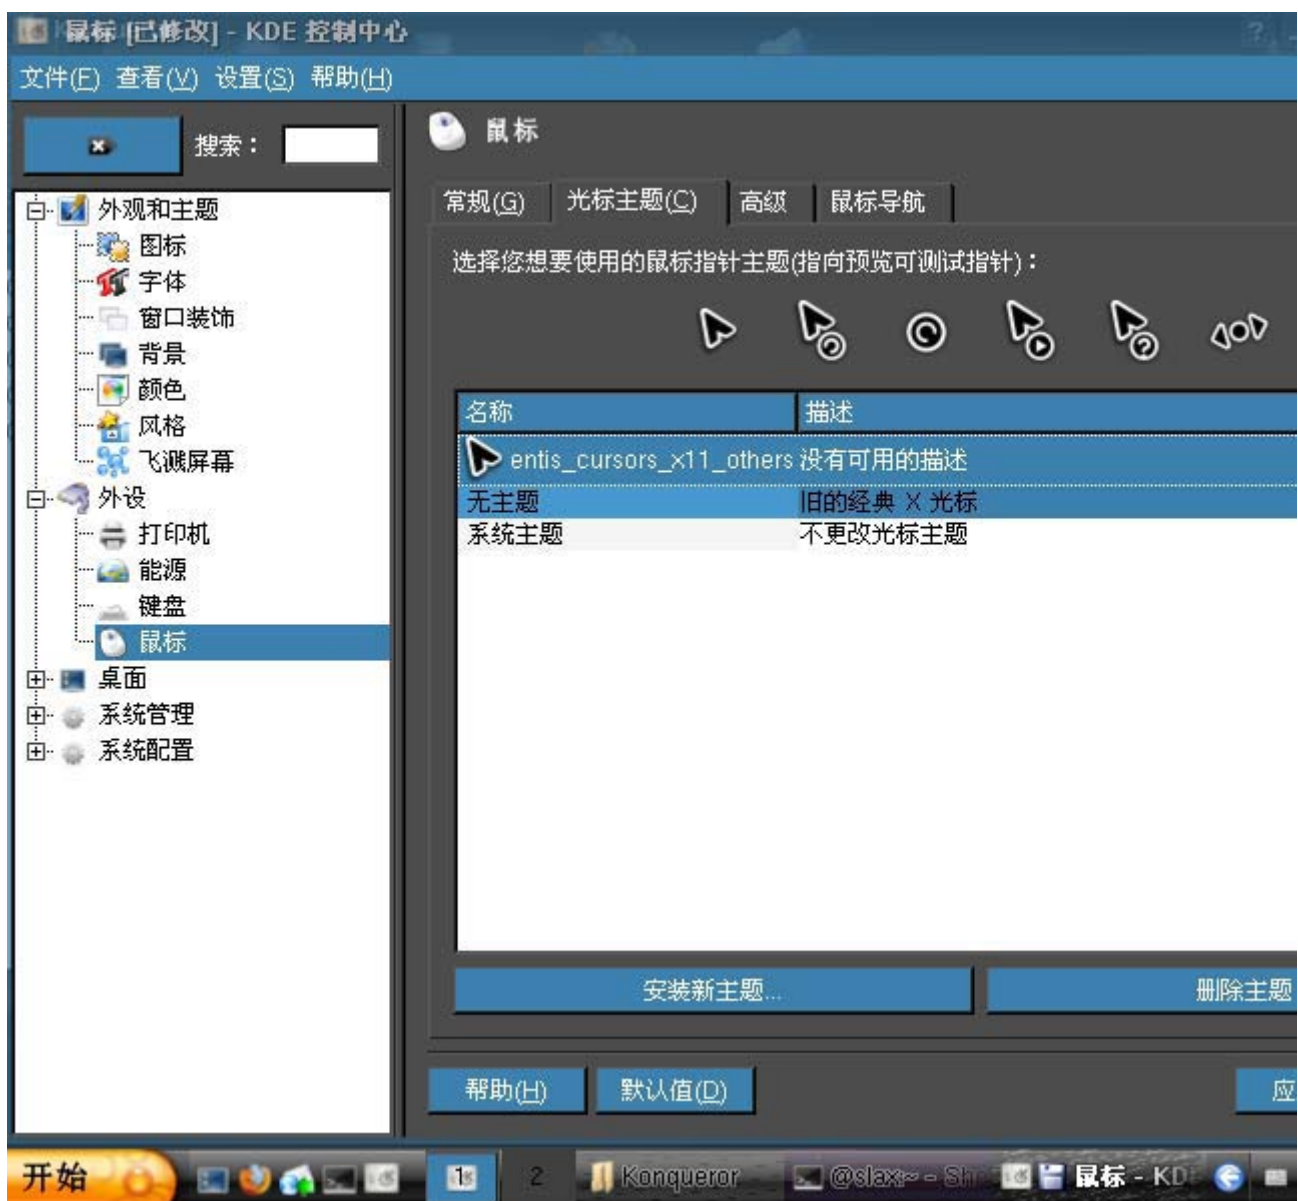 鼠标 [已修改] - KDE 控制中心
文件(F) 查看(V) 设置(S) 帮助(H)
搜索：
外观和主题
图标
字体
窗口装饰
背景
颜色
风格
飞溅屏幕
外设
打印机
能源
键盘
鼠标
桌面
系统管理
系统配置
鼠标
常规(G) 光标主题(C) 高级 鼠标导航
选择您想要使用的鼠标指针主题(指向预览可测试指针)：
名称 描述
entis_cursors_x11_others 没有可用的描述
无主题 旧的经典 X 光标
系统主题 不更改光标主题
安装新主题... 删除主题
帮助(H) 默认值(D) 应
开始 1 2 Konqueror @slax:~ - Sh 鼠标 - KD